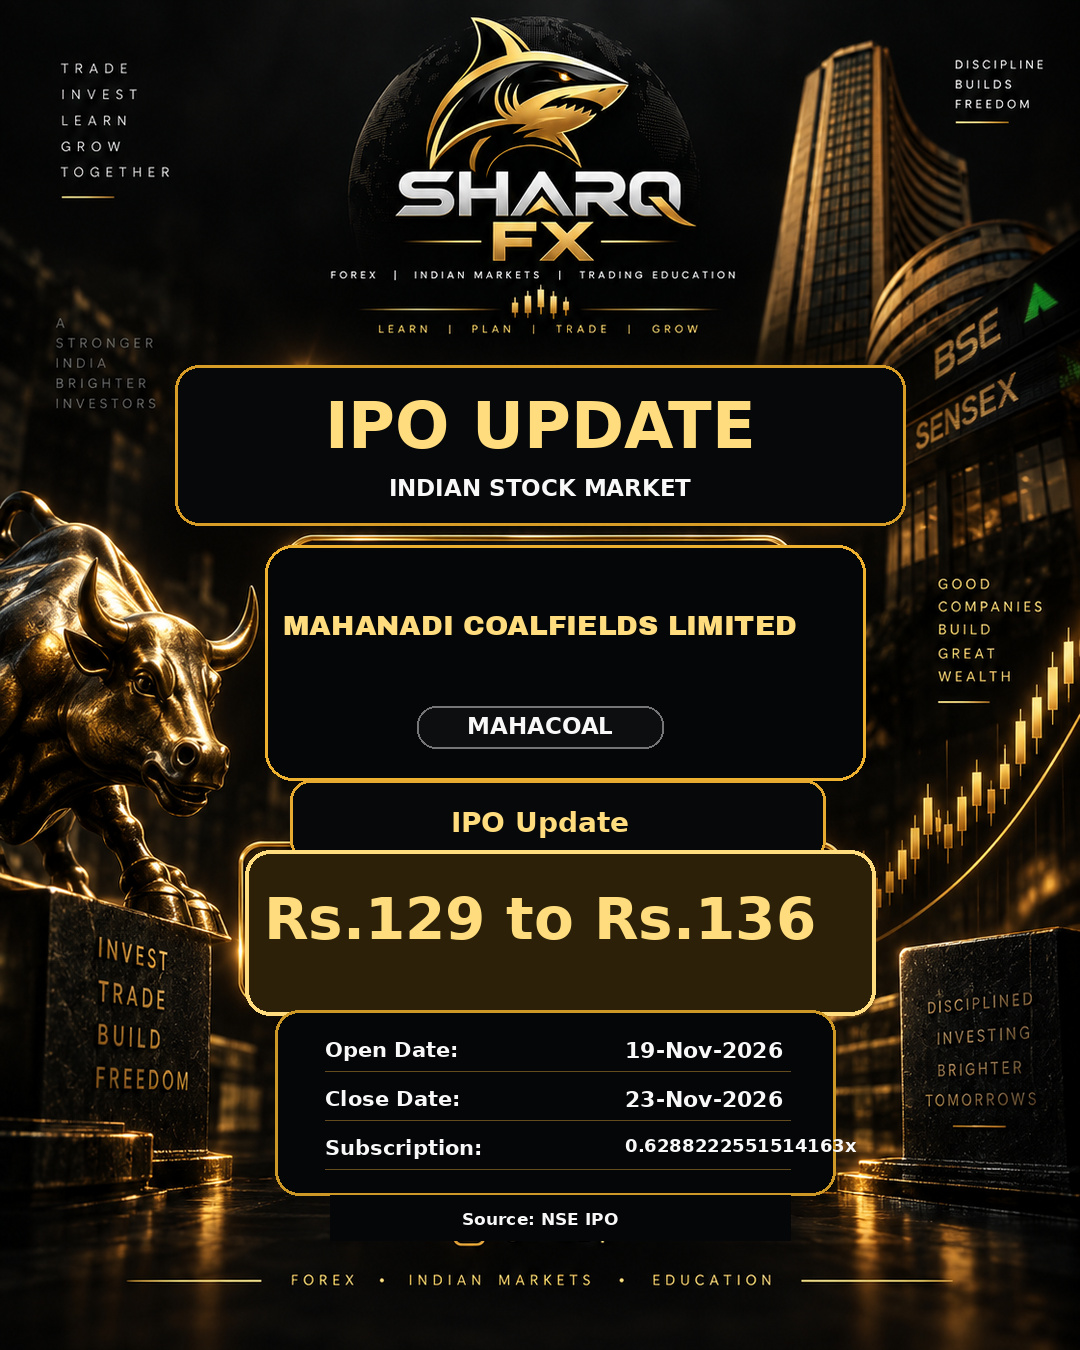 TRADE
INVEST
LEARN
GROW
TOGETHER
DISCIPLINE
BUILDS
FREEDOM
SHARQ
FX
FOREX | INDIAN MARKETS | TRADING EDUCATION
LEARN | PLAN | TRADE | GROW
A
STRONGER
INDIA
BRIGHTER
INVESTORS
BSE
SENSEX
IPO UPDATE
INDIAN STOCK MARKET
GOOD
COMPANIES
BUILD
GREAT
WEALTH
MAHANADI COALFIELDS LIMITED
MAHACOAL
IPO Update
Rs.129 to Rs.136
INVEST
TRADE
BUILD
FREEDOM
DISCIPLINED
INVESTING
BRIGHTER
TOMORROWS
Open Date: 19-Nov-2026
Close Date: 23-Nov-2026
Subscription: 0.6288222551514163x
Source: NSE IPO
FOREX • INDIAN MARKETS • EDUCATION